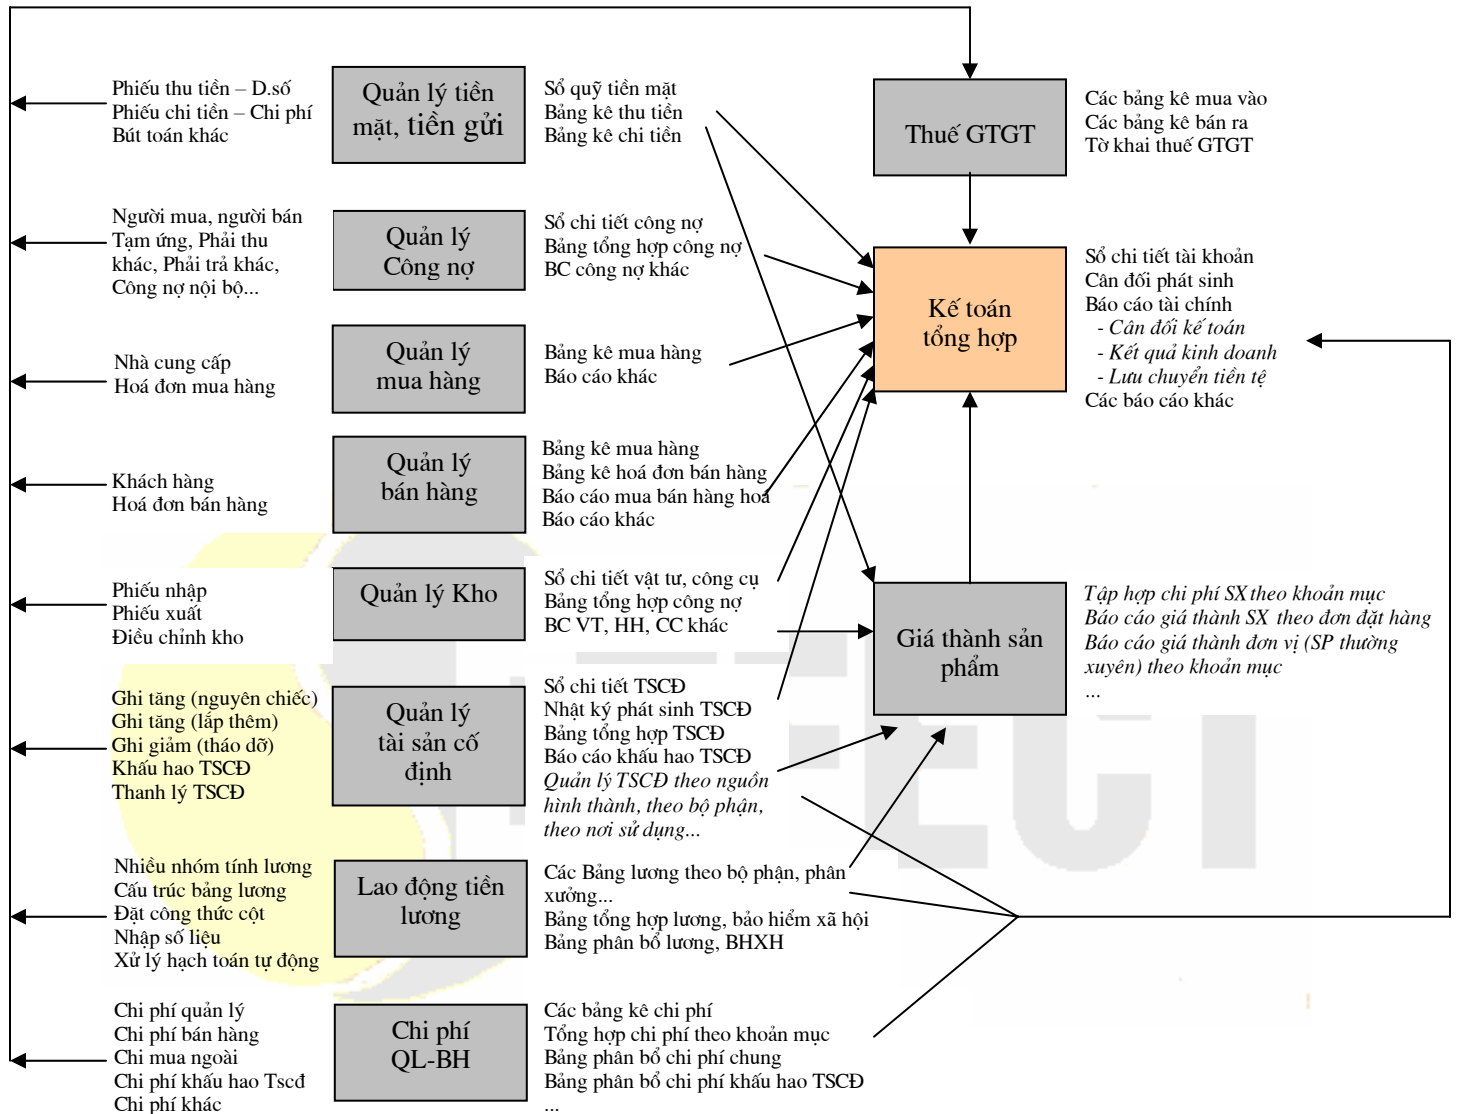 Phiếu thu tiền – D.số
Phiếu chi tiền – Chi phí
Bút toán khác
Quản lý tiền
mặt, tiền gửi
Sổ quỹ tiền mặt
Bảng kê thu tiền
Bảng kê chi tiền
Thuế GTGT
Các bảng kê mua vào
Các bảng kê bán ra
Tờ khai thuế GTGT
Người mua, người bán
Tạm ứng, Phải thu
khác, Phải trả khác,
Công nợ nội bộ...
Quản lý
Công nợ
Sổ chi tiết công nợ
Bảng tổng hợp công nợ
BC công nợ khác
Kế toán
tổng hợp
Sổ chi tiết tài khoản
Cân đối phát sinh
Báo cáo tài chính
- Cân đối kế toán
- Kết quả kinh doanh
- Lưu chuyển tiền tệ
Các báo cáo khác
Nhà cung cấp
Hoá đơn mua hàng
Quản lý
mua hàng
Bảng kê mua hàng
Báo cáo khác
Khách hàng
Hoá đơn bán hàng
Quản lý
bán hàng
Bảng kê mua hàng
Bảng kê hoá đơn bán hàng
Báo cáo mua bán hàng hoá
Báo cáo khác
Phiếu nhập
Phiếu xuất
Điều chỉnh kho
Quản lý Kho
Sổ chi tiết vật tư, công cụ
Bảng tổng hợp công nợ
BC VT, HH, CC khác
Giá thành sản
phẩm
Tập hợp chi phí SX theo khoản mục
Báo cáo giá thành SX theo đơn đặt hàng
Báo cáo giá thành đơn vị (SP thường
xuyên) theo khoản mục
...
Ghi tăng (nguyên chiếc)
Ghi tăng (lắp thêm)
Ghi giảm (tháo dỡ)
Khấu hao TSCĐ
Thanh lý TSCĐ
Quản lý
tài sản cố
định
Sổ chi tiết TSCĐ
Nhật ký phát sinh TSCĐ
Bảng tổng hợp TSCĐ
Báo cáo khấu hao TSCĐ
Quản lý TSCĐ theo nguồn
hình thành, theo bộ phận,
theo nơi sử dụng...
Nhiều nhóm tính lương
Cấu trúc bảng lương
Đặt công thức cột
Nhập số liệu
Xử lý hạch toán tự động
Lao động tiền
lương
Các Bảng lương theo bộ phận, phân
xưởng...
Bảng tổng hợp lương, bảo hiểm xã hội
Bảng phân bổ lương, BHXH
Chi phí quản lý
Chi phí bán hàng
Chi mua ngoài
Chi phí khấu hao Tscđ
Chi phí khác
Chi phí
QL-BH
Các bảng kê chi phí
Tổng hợp chi phí theo khoản mục
Bảng phân bổ chi phí chung
Bảng phân bổ chi phí khấu hao TSCĐ
...